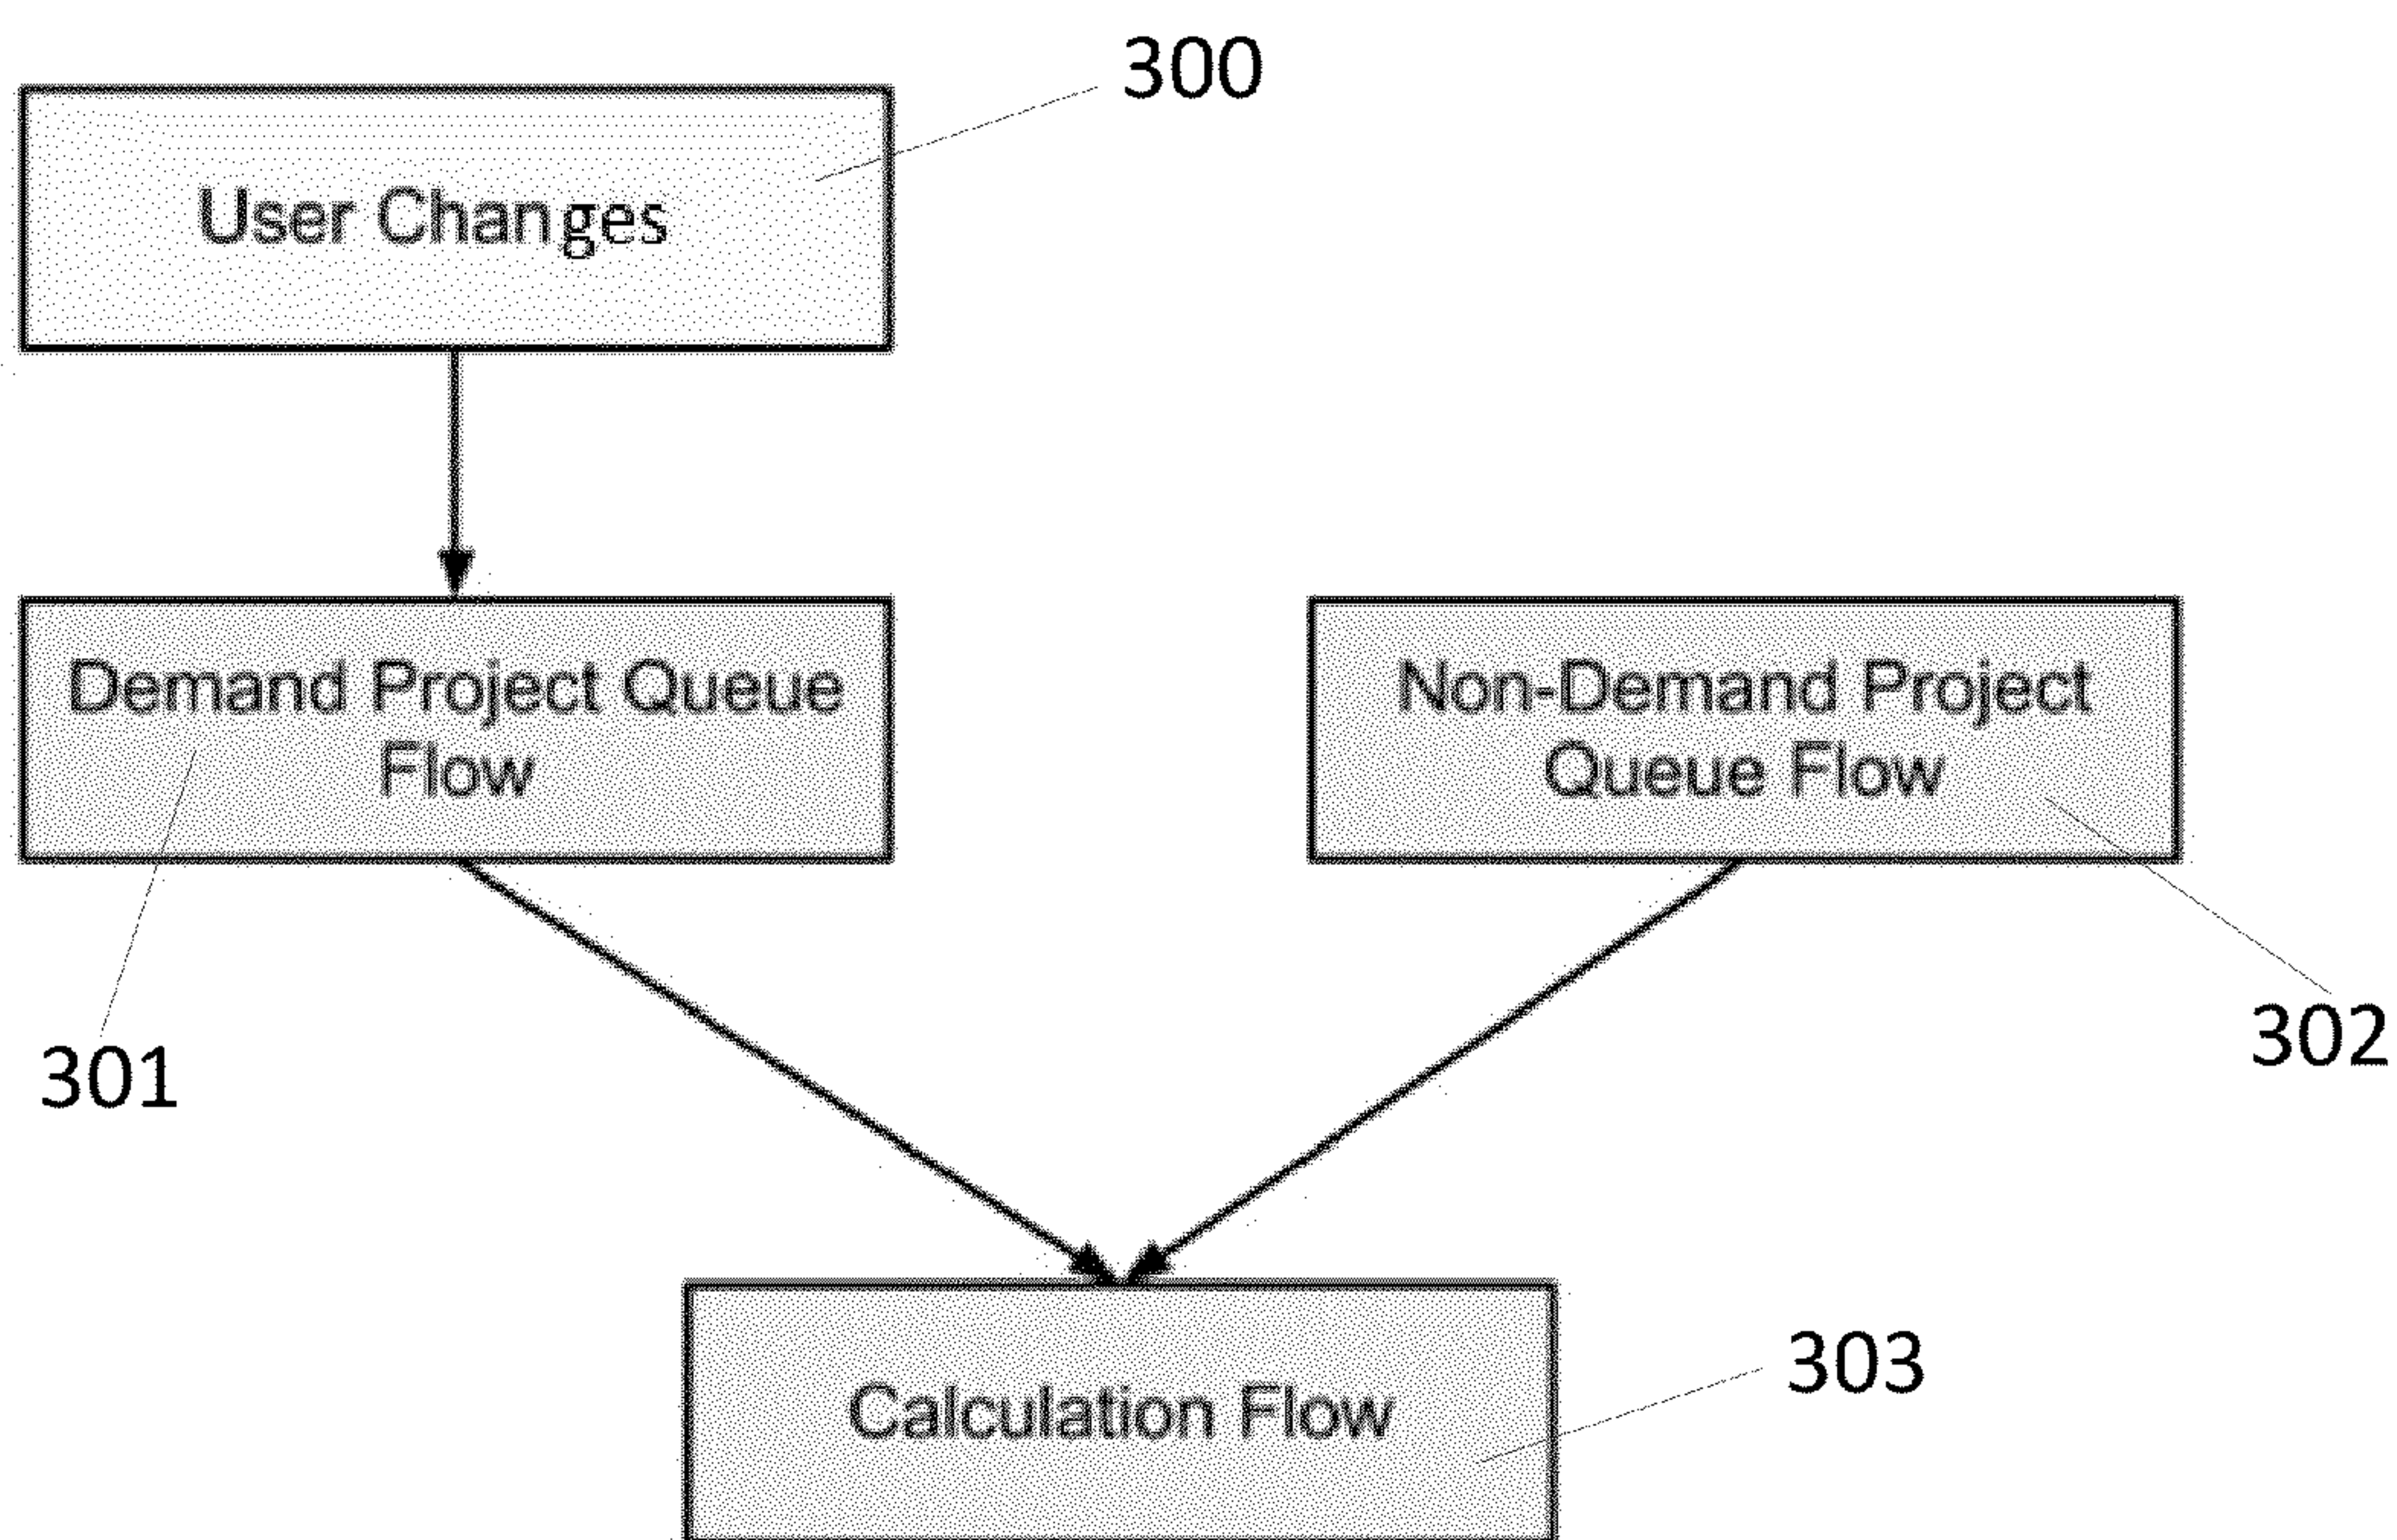 300
User Changes
Demand Project Queue
Flow
Non-Demand Project
Queue Flow
301
302
Calculation Flow
303